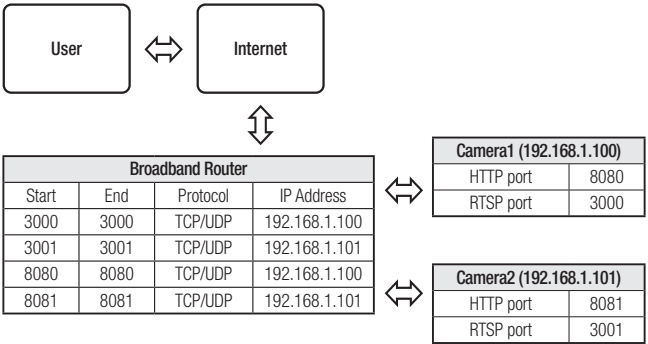 User
Internet
Broadband Router
Start End Protocol IP Address
3000 3000 TCP/UDP 192.168.1.100
3001 3001 TCP/UDP 192.168.1.101
8080 8080 TCP/UDP 192.168.1.100
8081 8081 TCP/UDP 192.168.1.101
Camera1 (192.168.1.100)
HTTP port 8080
RTSP port 3000
Camera2 (192.168.1.101)
HTTP port 8081
RTSP port 3001